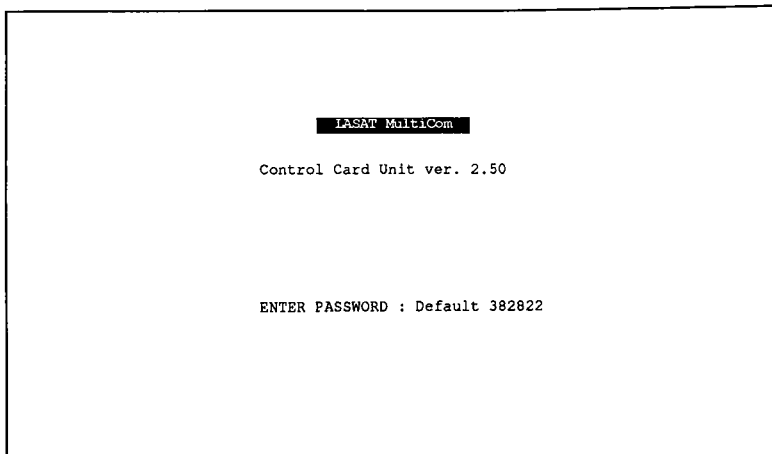 LASAT MultiCom
Control Card Unit ver. 2.50
ENTER PASSWORD : Default 382822